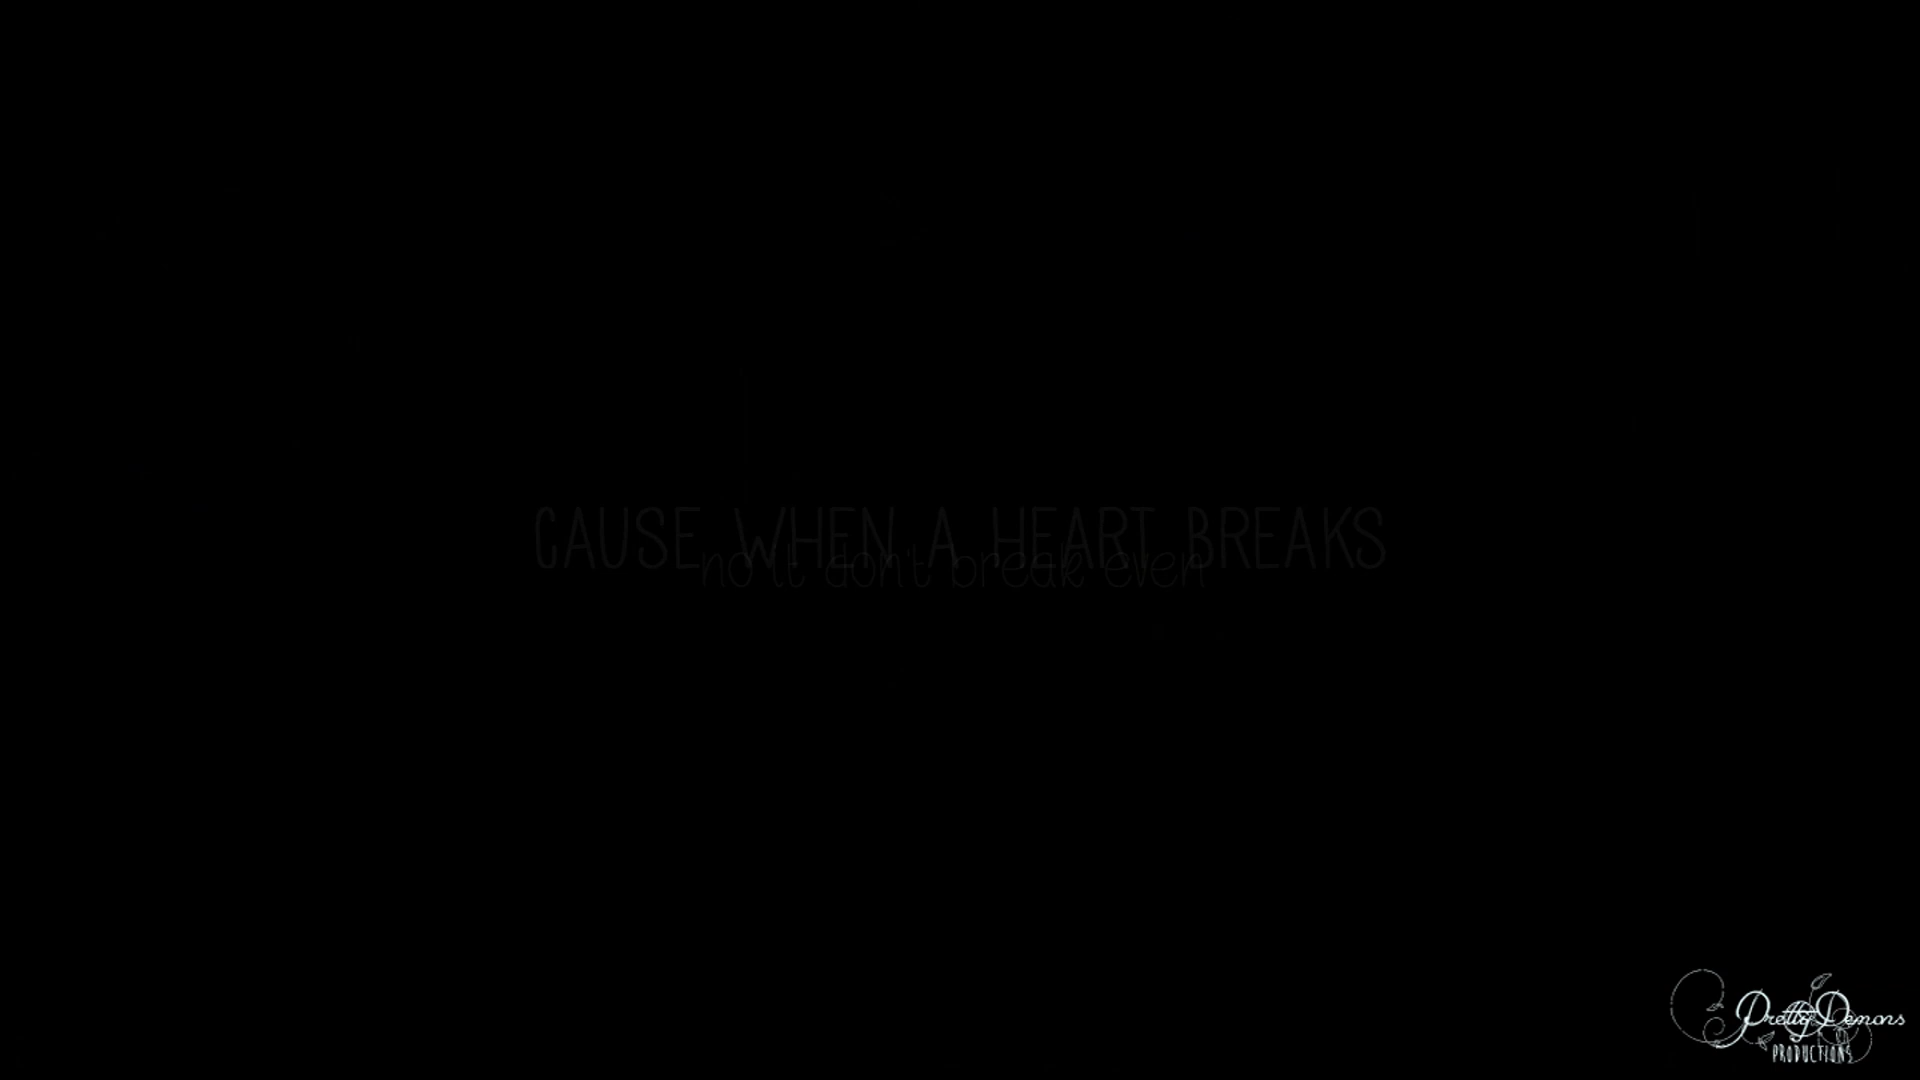 CAUSE WHEN A HEART BREAKS
no it don't break even
Pretty Demons
PRODUCTIONS